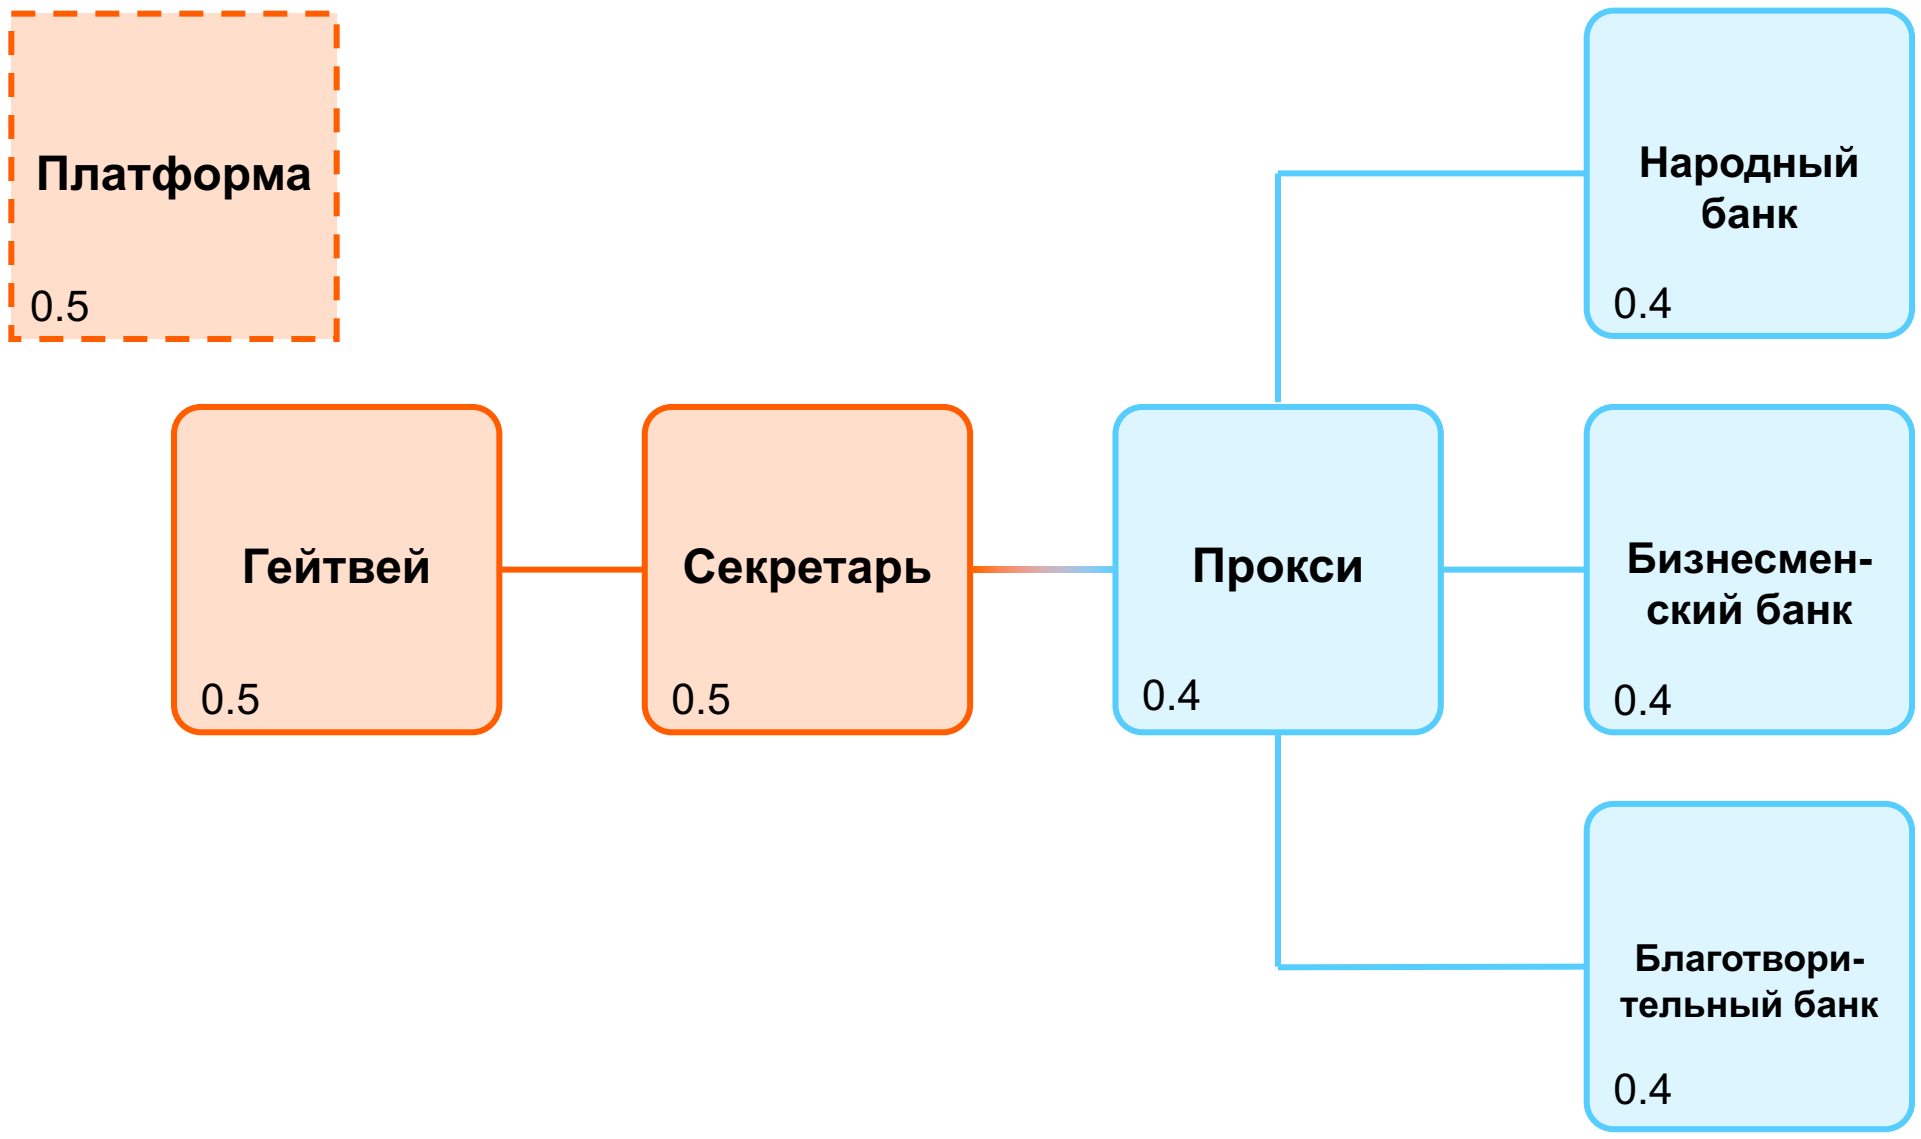 Платформа
0.5
Народный
банк
0.4
Гейтвей
0.5
Секретарь
0.5
Прокси
0.4
Бизнесмен-
ский банк
0.4
Благотвори-
тельный банк
0.4